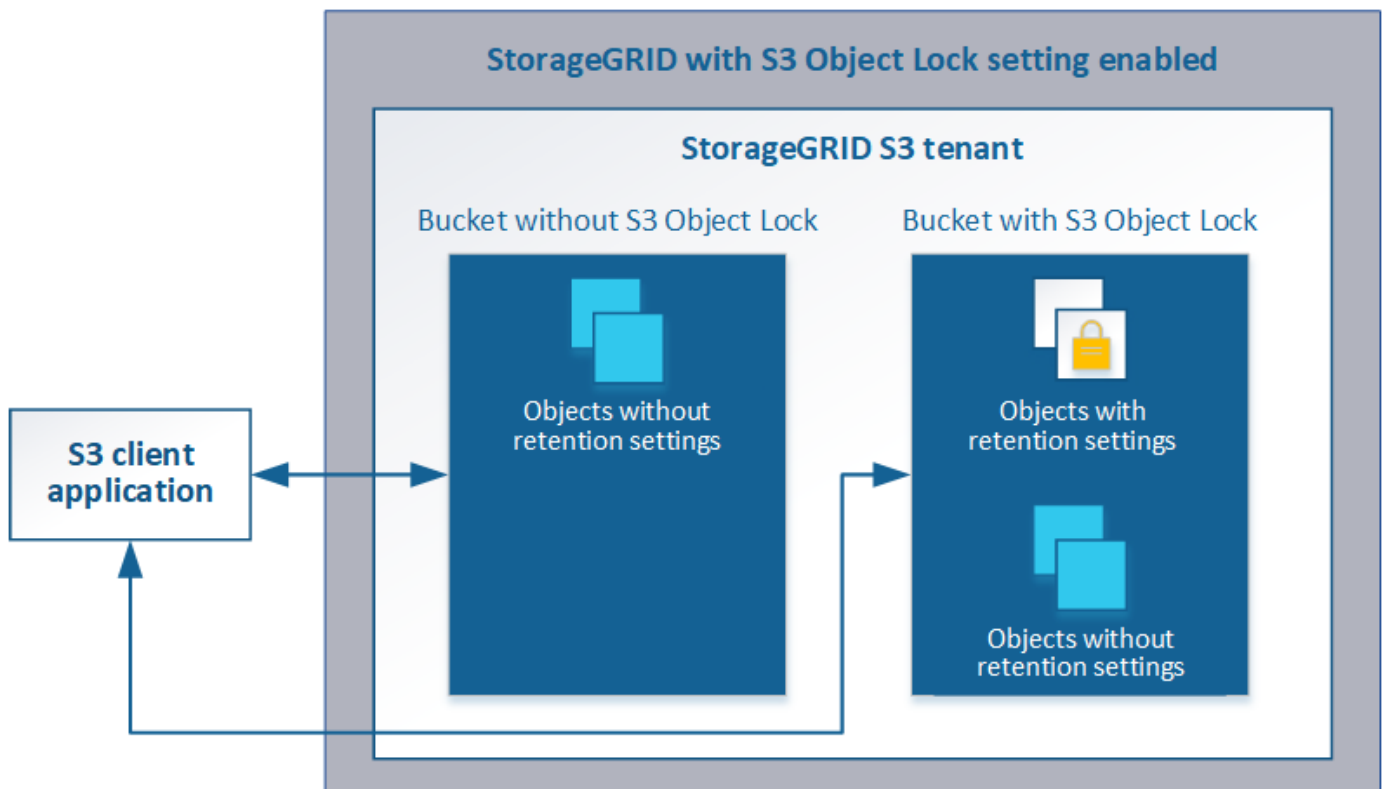 StorageGRID with S3 Object Lock setting enabled
StorageGRID S3 tenant
Bucket without S3 Object Lock
Bucket with S3 Object Lock
Objects without
retention settings
Objects with
retention settings
S3 client
application
Objects without
retention settings